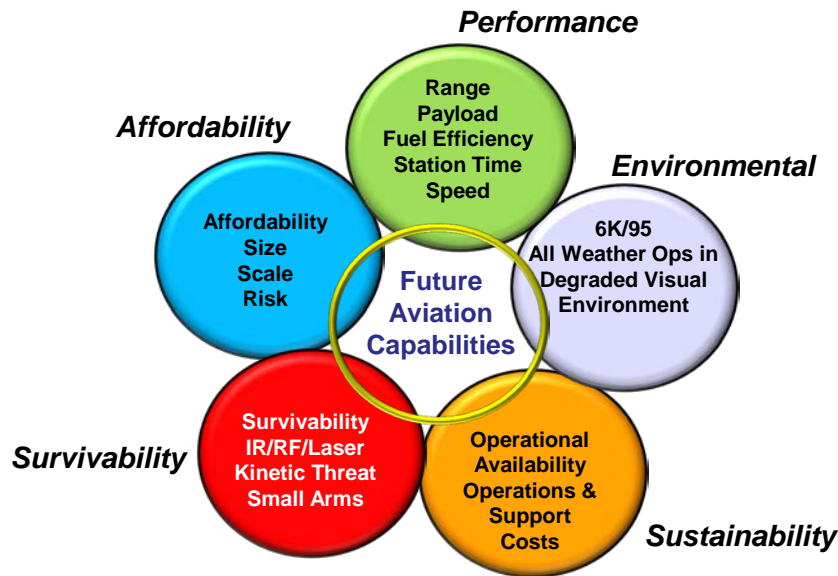 Performance
Range
Payload
Fuel Efficiency
Station Time
Speed
Affordability
Affordability
Size
Scale
Risk
Environmental
6K/95
All Weather Ops in
Degraded Visual
Environment
Future
Aviation
Capabilities
Survivability
Survivability
IR/RF/Laser
Kinetic Threat
Small Arms
Operational
Availability
Operations &
Support
Costs
Sustainability